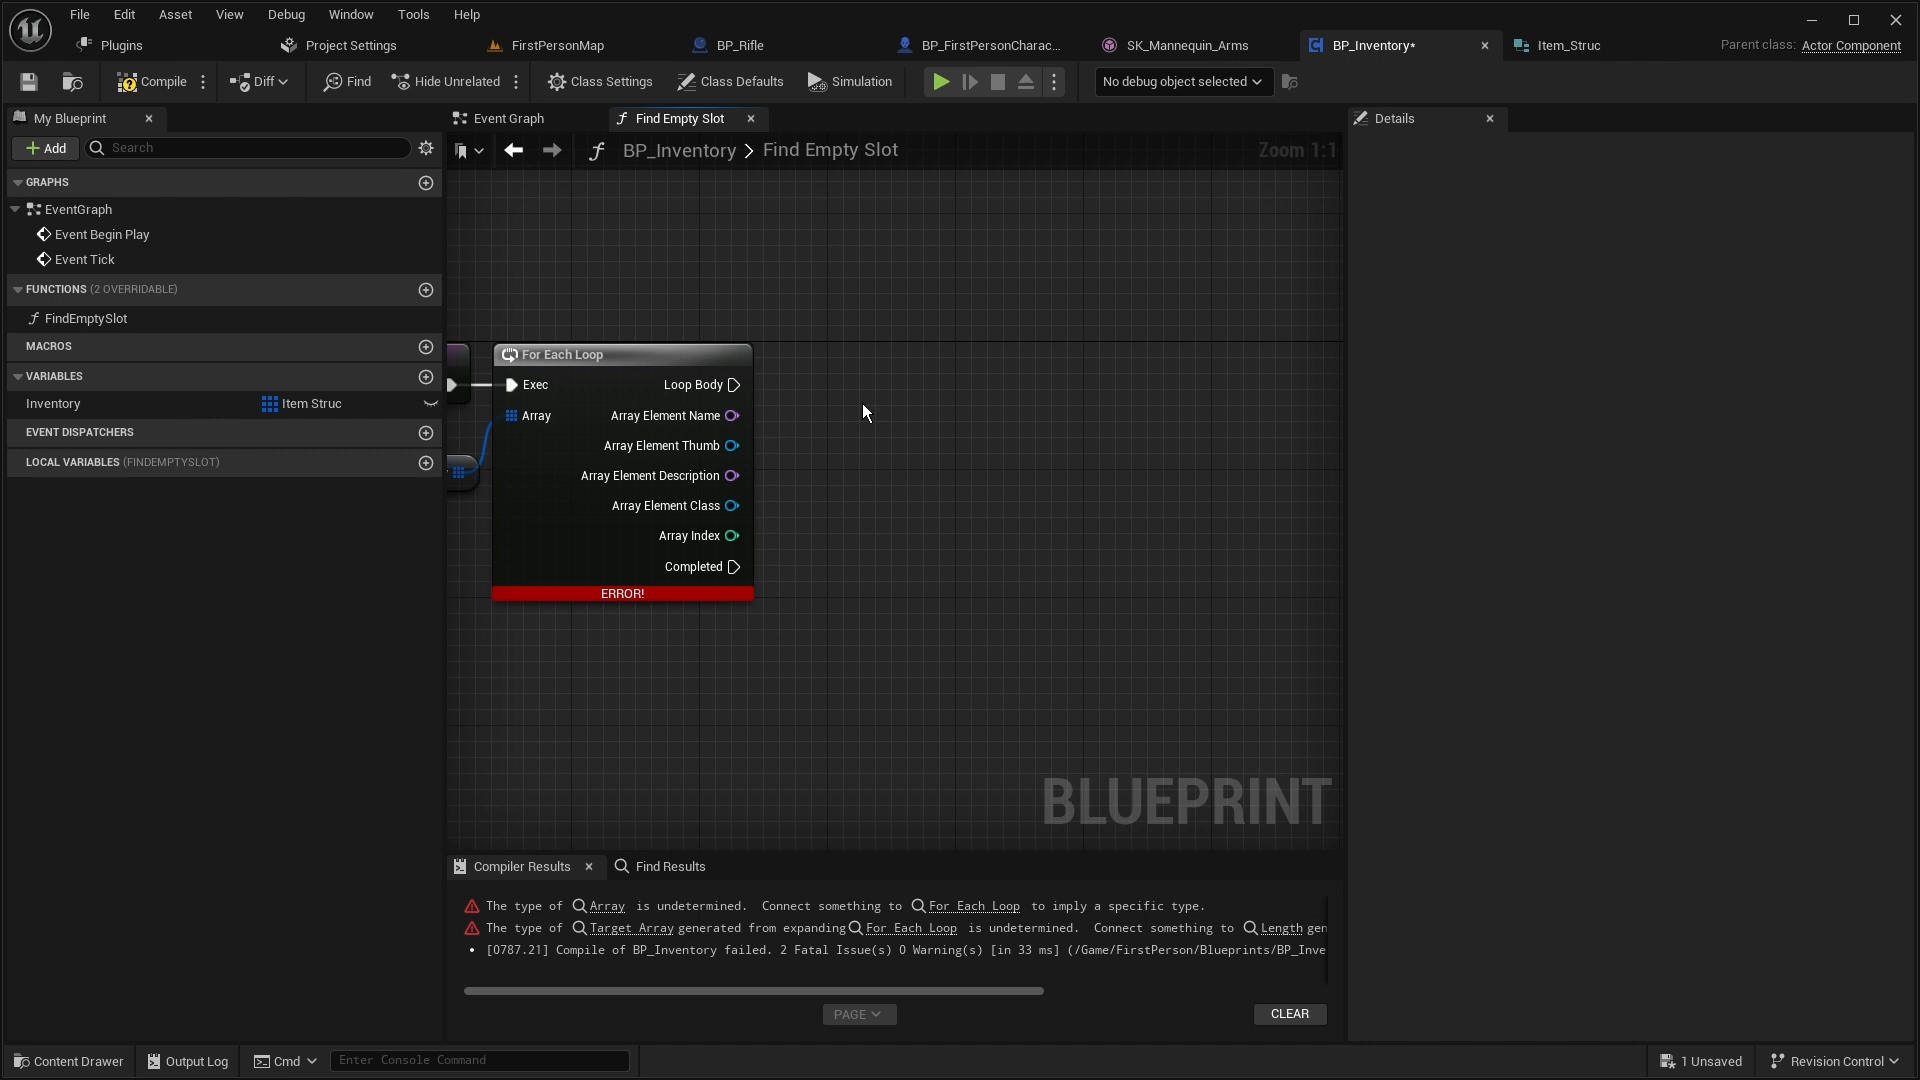 File Edit Asset View Debug Window Tools Help
Plugins Project Settings FirstPersonMap BP_Rifle BP_FirstPersonCharac... SK_Mannequin_Arms BP_Inventory* Item_Struc Parent class: Actor Component
Compile Diff Find Hide Unrelated Class Settings Class Defaults Simulation No debug object selected
My Blueprint Event Graph Find Empty Slot Details
Add Search BP_Inventory > Find Empty Slot Zoom 1:1
GRAPHS
EventGraph
Event Begin Play
Event Tick
FUNCTIONS (2 OVERRIDABLE)
FindEmptySlot
MACROS
VARIABLES
Inventory Item Struc
EVENT DISPATCHERS
LOCAL VARIABLES (FINDEMPTYSLOT)
For Each Loop
Exec Loop Body
Array Array Element Name
Array Element Thumb
Array Element Description
Array Element Class
Array Index
Completed
ERROR!
BLUEPRINT
Compiler Results Find Results
The type of Array is undetermined. Connect something to For Each Loop to imply a specific type.
The type of Target Array generated from expanding For Each Loop is undetermined. Connect something to Length gen
[0787.21] Compile of BP_Inventory failed. 2 Fatal Issue(s) 0 Warning(s) [in 33 ms] (/Game/FirstPerson/Blueprints/BP_Inve
PAGE CLEAR
Content Drawer Output Log Cmd Enter Console Command 1 Unsaved Revision Control